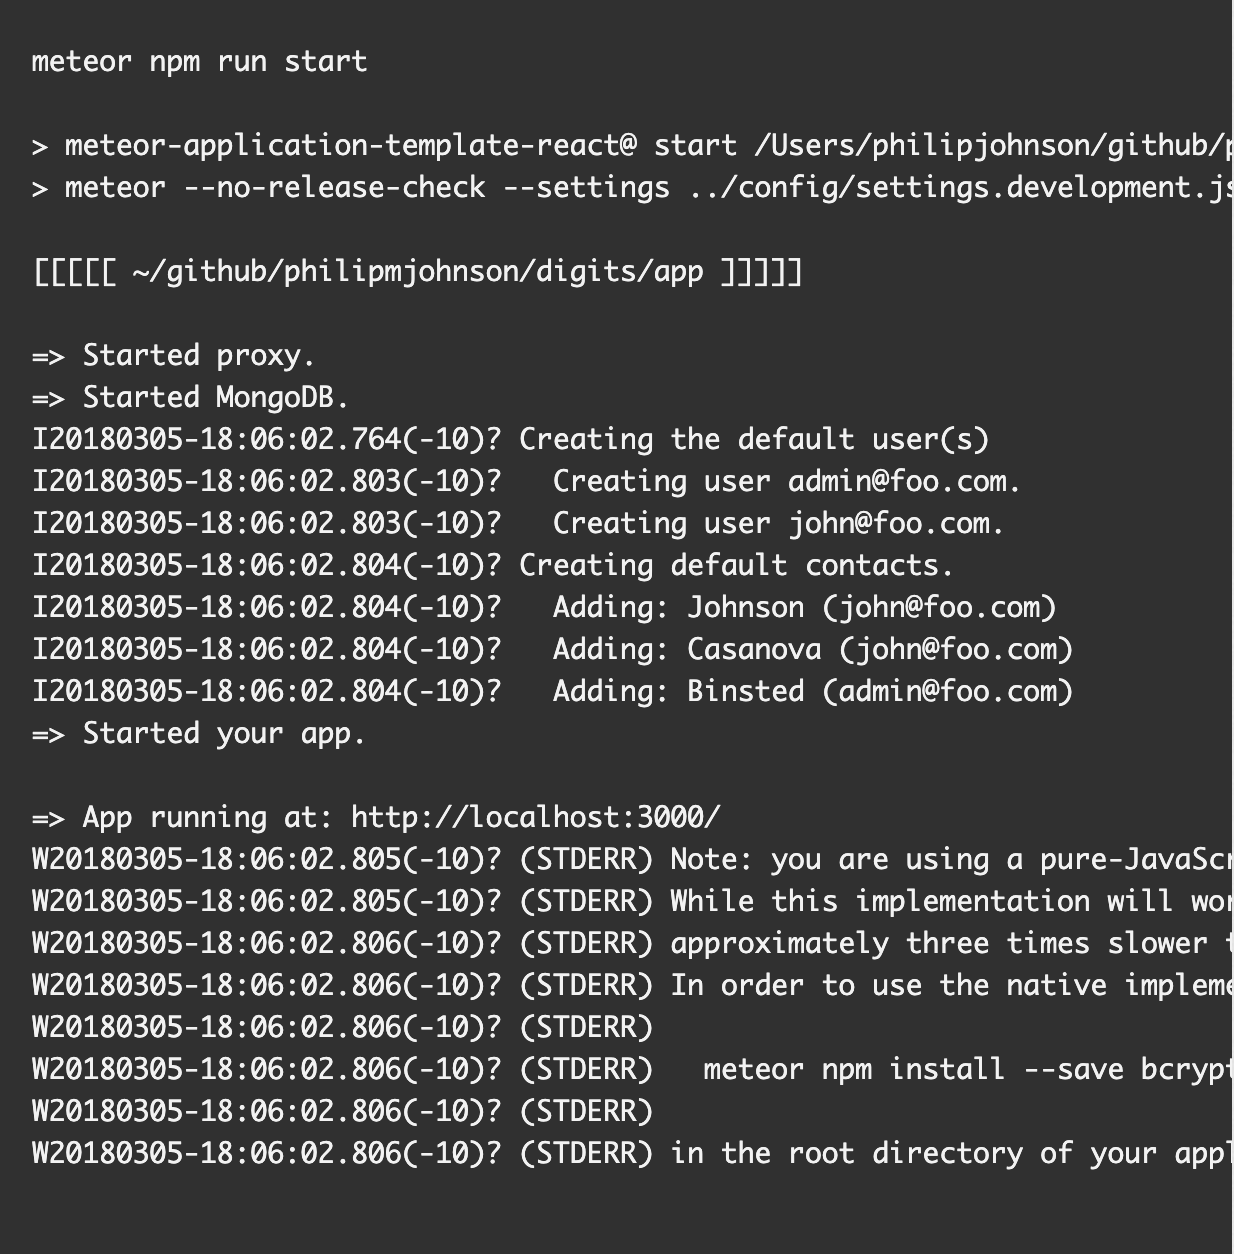 meteor npm run start
> meteor-application-template-react@ start /Users/philipjohnson/github/
> meteor --no-release-check --settings ../config/settings.development.js
[[[[[ ~/github/philipmjohnson/digits/app ]]]]]
=> Started proxy.
=> Started MongoDB.
I20180305-18:06:02.764(-10)? Creating the default user(s)
I20180305-18:06:02.803(-10)?   Creating user admin@foo.com.
I20180305-18:06:02.803(-10)?   Creating user john@foo.com.
I20180305-18:06:02.804(-10)? Creating default contacts.
I20180305-18:06:02.804(-10)?   Adding: Johnson (john@foo.com)
I20180305-18:06:02.804(-10)?   Adding: Casanova (john@foo.com)
I20180305-18:06:02.804(-10)?   Adding: Binsted (admin@foo.com)
=> Started your app.
=> App running at: http://localhost:3000/
W20180305-18:06:02.805(-10)? (STDERR) Note: you are using a pure-JavaScr
W20180305-18:06:02.805(-10)? (STDERR) While this implementation will wor
W20180305-18:06:02.806(-10)? (STDERR) approximately three times slower
W20180305-18:06:02.806(-10)? (STDERR) In order to use the native impleme
W20180305-18:06:02.806(-10)? (STDERR)
W20180305-18:06:02.806(-10)? (STDERR)   meteor npm install --save bcrypt
W20180305-18:06:02.806(-10)? (STDERR)
W20180305-18:06:02.806(-10)? (STDERR) in the root directory of your appl